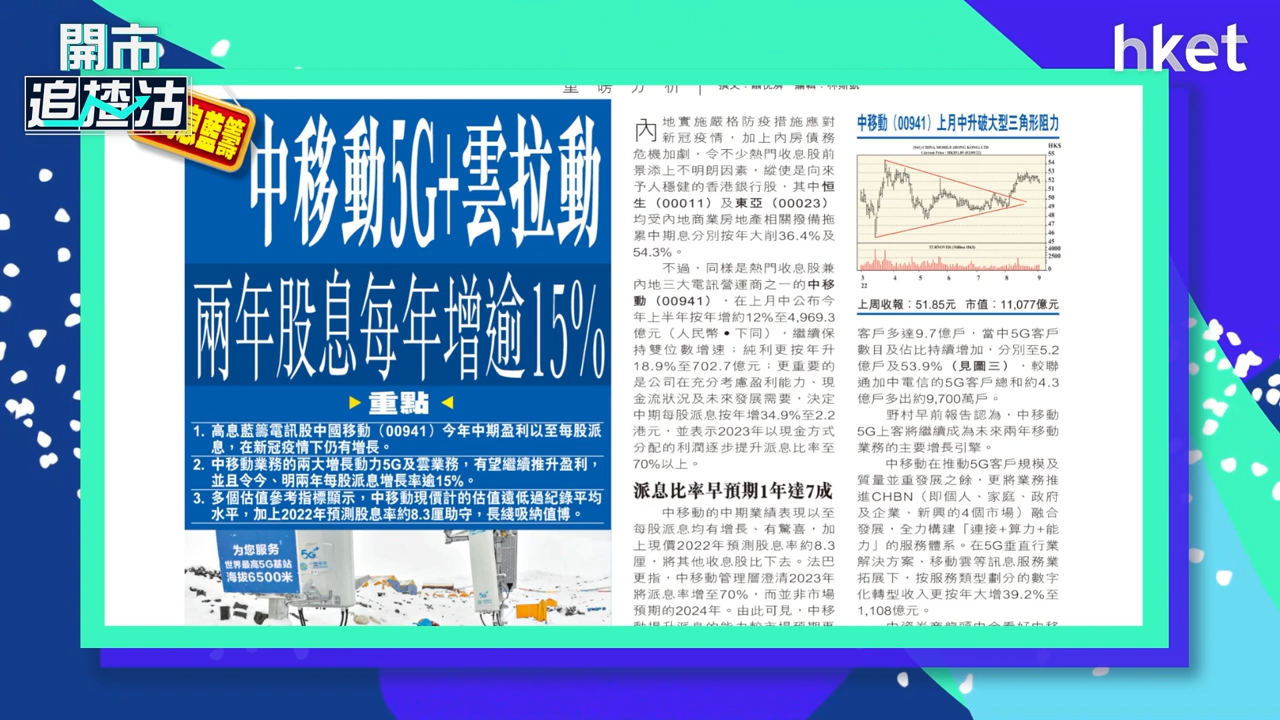 開市
追揸沽
hket
中移動5G+雲拉動
兩年股息每年增逾15%
重點
1. 高息藍籌電訊股中國移動（00941）今年中期盈利以至每股派
息，在新冠疫情下仍有增長。
2. 中移動業務的兩大增長動力5G及雲業務，有望繼續推升盈利，
並且令今、明兩年每股派息增長率逾15%。
3. 多個估值參考指標顯示，中移動現價計的估值遠低過紀錄平均
水平，加上2022年預測股息率約8.3厘助守，長綫吸納值博。
为您服务
世界最高5G基站
海拔6500米
內地實施嚴格防疫措施應對
新冠疫情，加上內房債務
危機加劇，令不少熱門收息股前
景添上不明朗因素，縱使是向來
予人穩健的香港銀行股，其中恒
生（00011）及東亞（00023）
均受內地商業房地產相關撥備拖
累中期息分別按年大削36.4%及
54.3%。
不過，同樣是熱門收息股兼
內地三大電訊營運商之一的中移
動（00941），在上月中公布今
年上半年按年增約12%至4,969.3
億元（人民幣•下同），繼續保
持雙位數增速；純利更按年升
18.9%至702.7億元；更重要的
是公司在充分考慮盈利能力、現
金流狀況及未來發展需要，決定
中期每股派息按年增34.9%至2.2
港元，並表示2023年以現金方式
分配的利潤逐步提升派息比率至
70%以上。
派息比率早預期1年達7成
中移動的中期業績表現以至
每股派息均有增長、有驚喜，加
上現價2022年預測股息率約8.3
厘，將其他收息股比下去。法巴
更指，中移動管理層澄清2023年
將派息率增至70%，而並非市場
預期的2024年。由此可見，中移
中移動（00941）上月中升破大型三角形阻力
HK$
55
54
53
52
51
50
49
48
47
46
45
4000
2000
0
TURNOVER (Million HK$)
3 4 5 6 7 8 9
22
上周收報：51.85元 市值：11,077億元
客戶多達9.7億戶，當中5G客戶
數目及佔比持續增加，分別至5.2
億戶及53.9%（見圖三），較聯
通加中電信的5G客戶總和約4.3
億戶多出約9,700萬戶。
野村早前報告認為，中移動
5G上客將繼續成為未來兩年移動
業務的主要增長引擎。
中移動在推動5G客戶規模及
質量並重發展之餘，更將業務推
進CHBN（即個人、家庭、政府
及企業、新興的4個市場）融合
發展，全力構建「連接+算力+能
力」的服務體系。在5G垂直行業
解決方案、移動雲等訊息服務業
拓展下，按服務類型劃分的數字
化轉型收入更按年大增39.2%至
1,108億元。